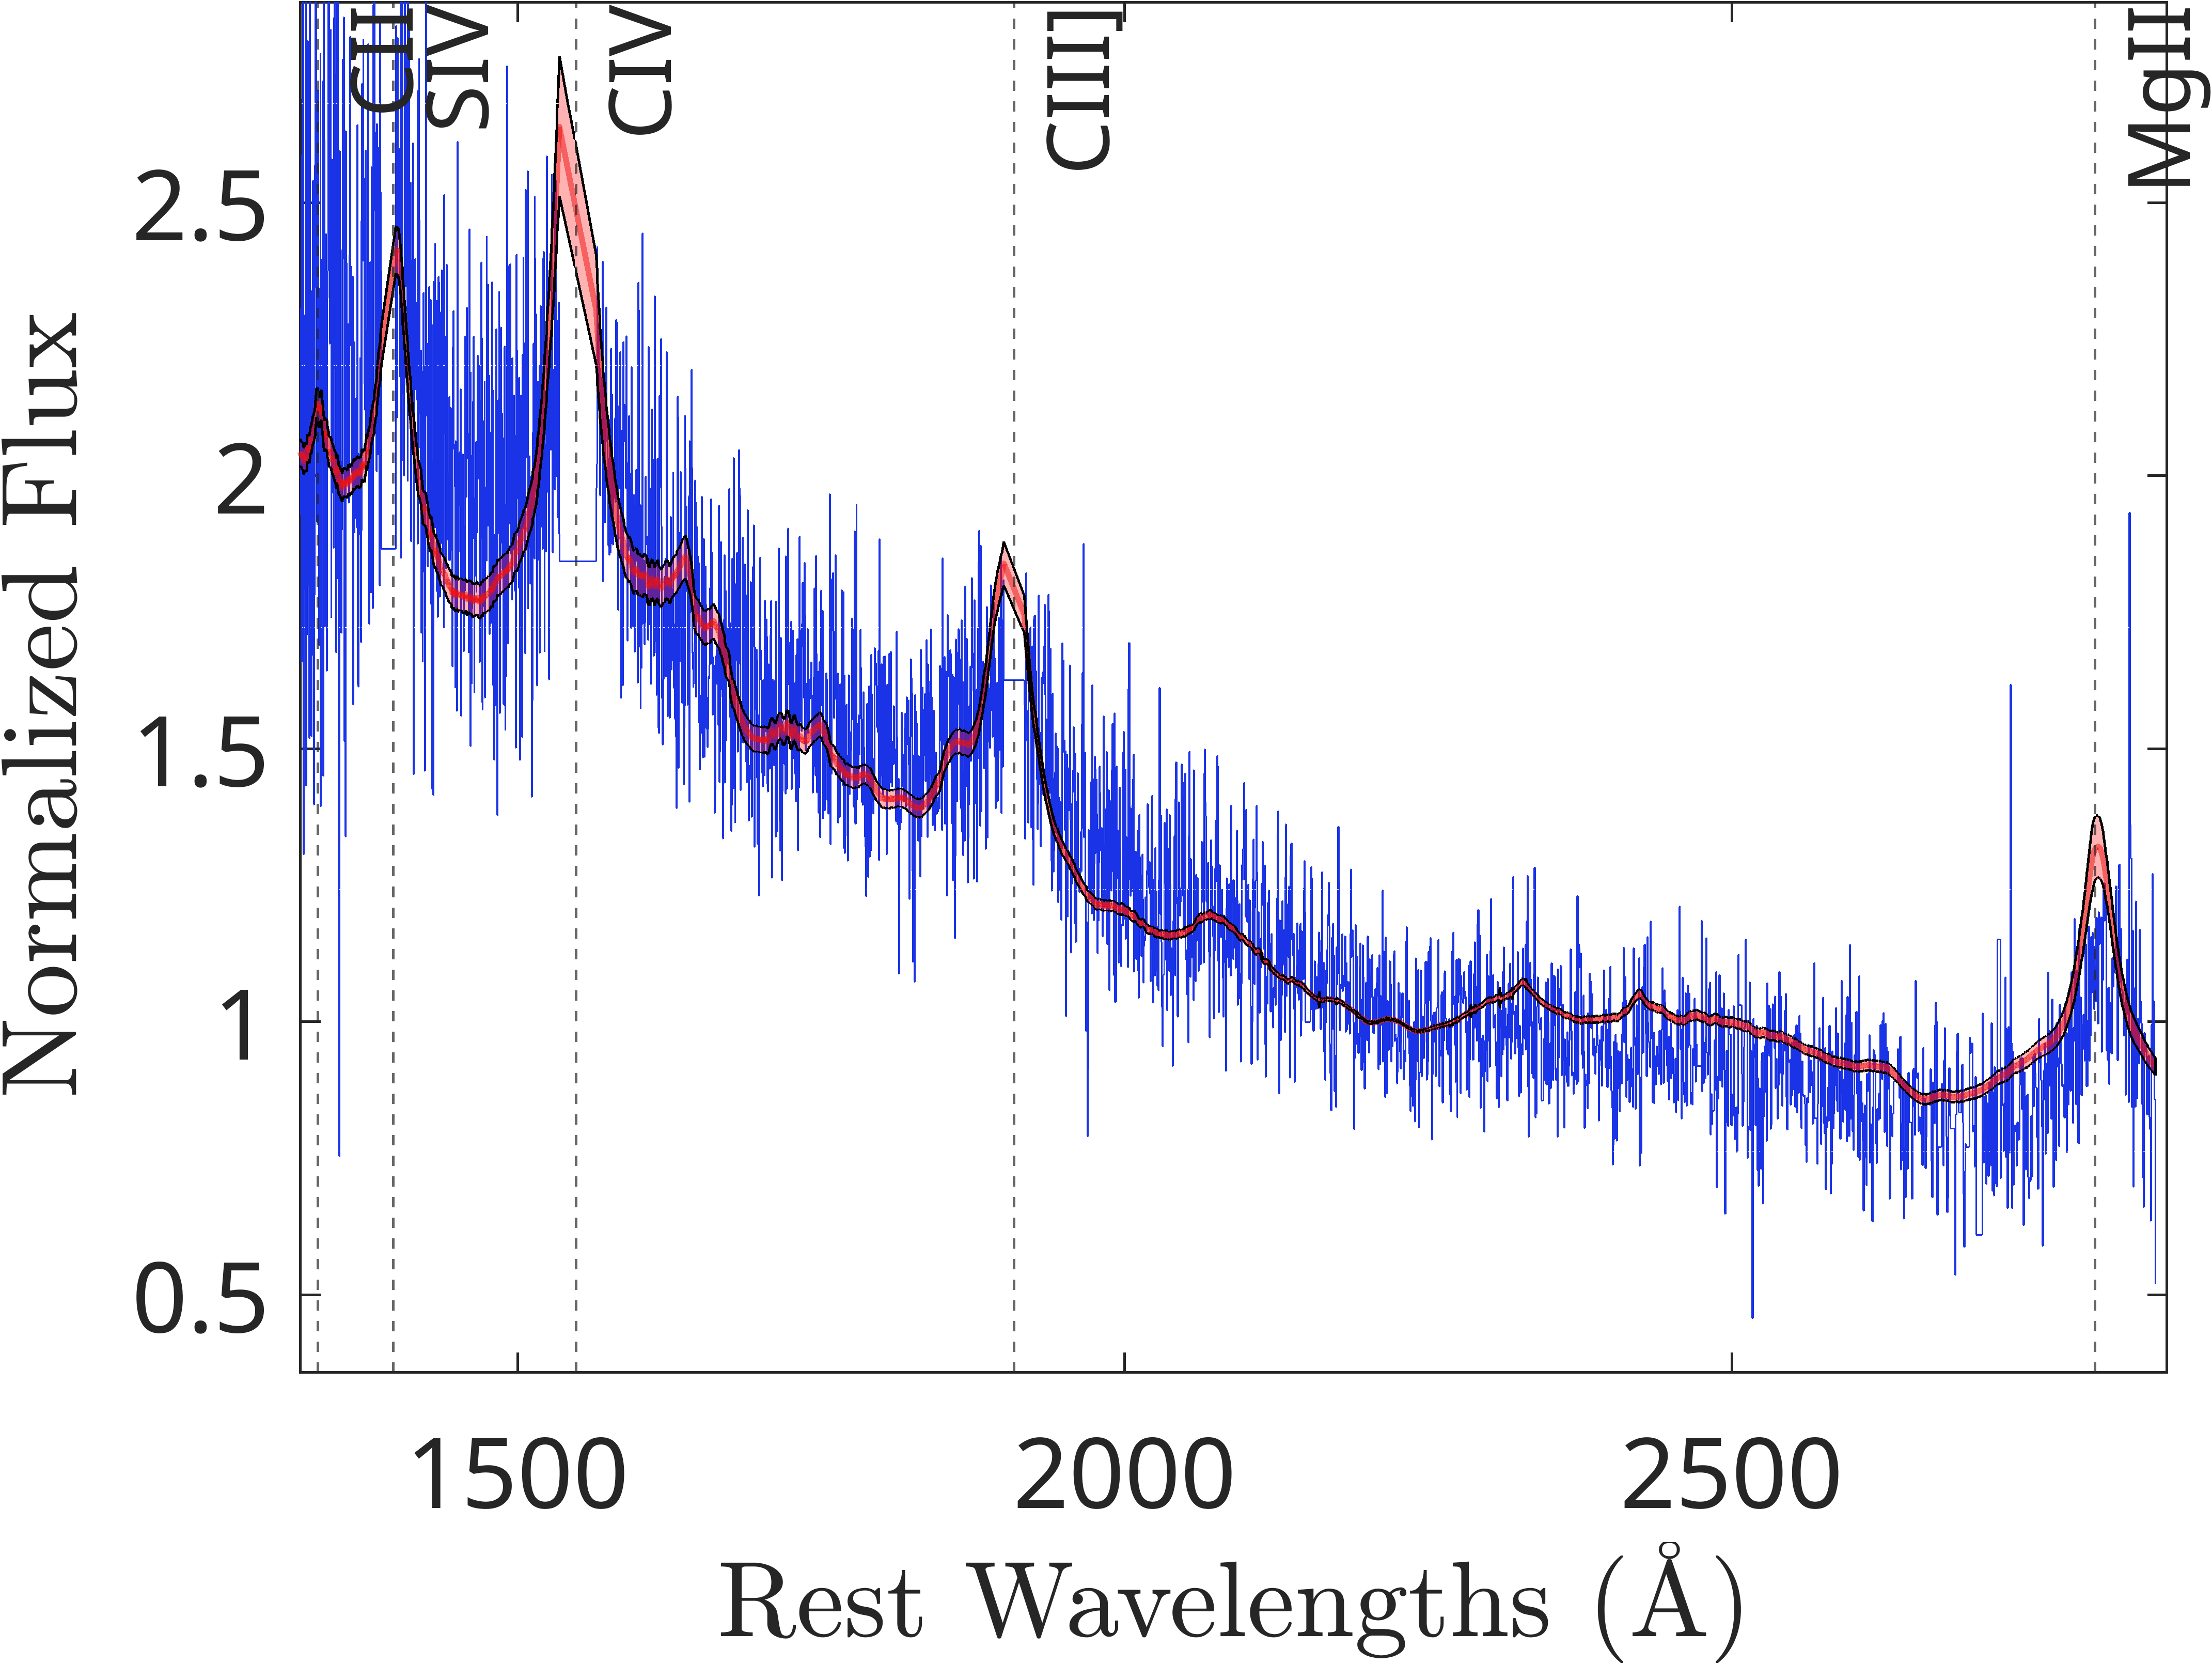 CII
SIV
CIV
CIII]
MgII
Normalized Flux
2.5
2
1.5
1
0.5
1500
2000
2500
Rest Wavelengths (Å)